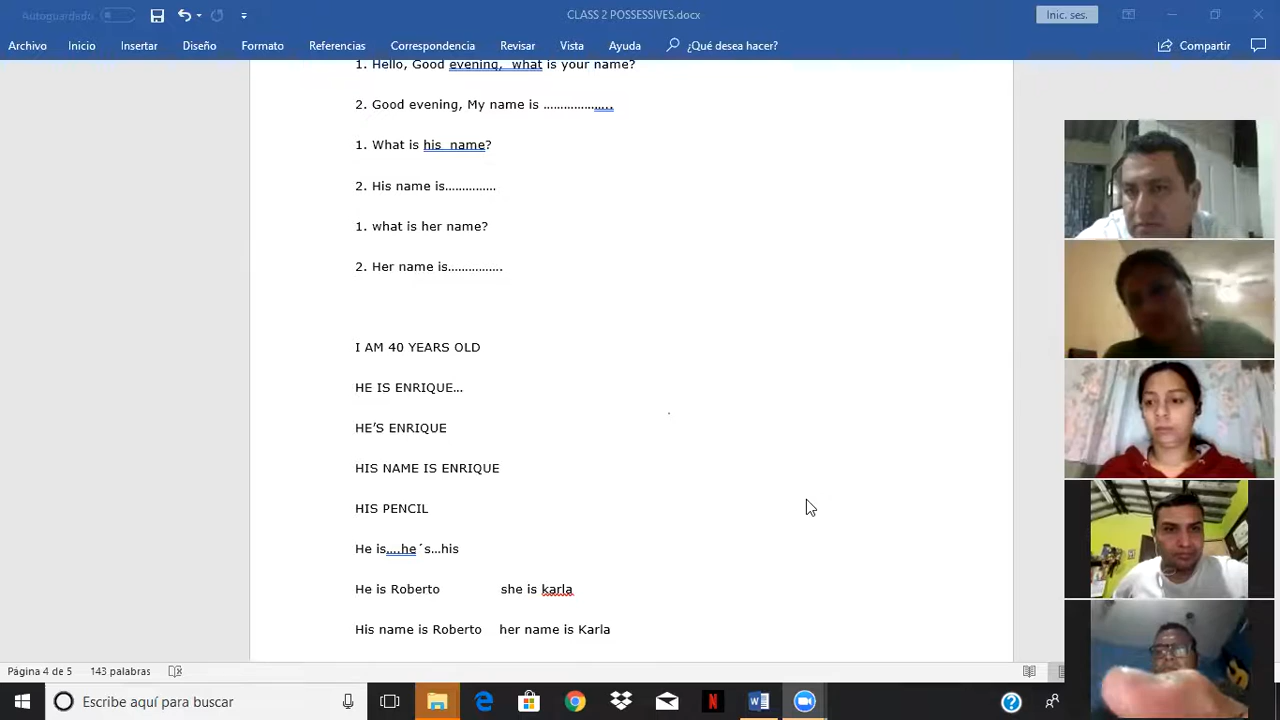 Autoguardado
CLASS 2 POSSESSIVES.docx
Inic. ses.
Archivo Inicio Insertar Diseño Formato Referencias Correspondencia Revisar Vista Ayuda ¿Qué desea hacer? Compartir
1. Hello, Good evening,  what is your name?
2. Good evening, My name is ………………..
1. What is his  name?
2. His name is……………
1. what is her name?
2. Her name is…………….
I AM 40 YEARS OLD
HE IS ENRIQUE…
HE’S ENRIQUE
HIS NAME IS ENRIQUE
HIS PENCIL
He is….he´s…his
He is Roberto she is karla
His name is Roberto her name is Karla
Página 4 de 5 143 palabras
Escribe aquí para buscar